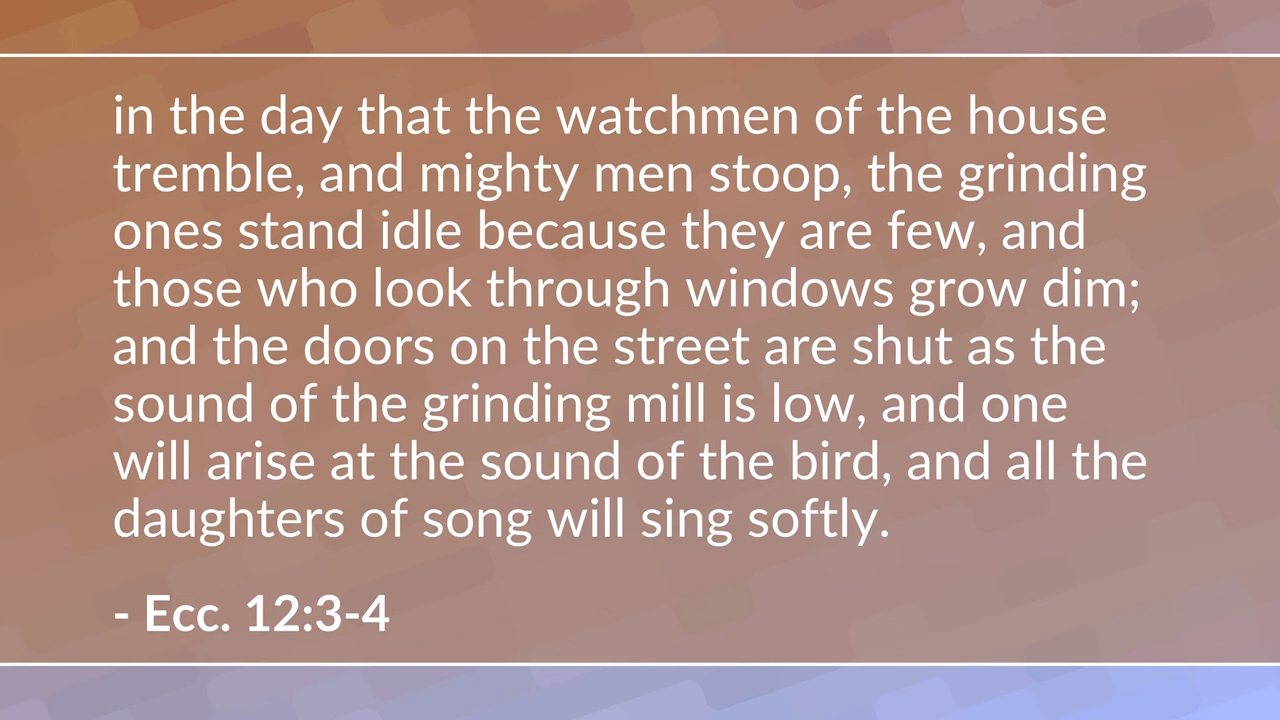 in the day that the watchmen of the house
tremble, and mighty men stoop, the grinding
ones stand idle because they are few, and
those who look through windows grow dim;
and the doors on the street are shut as the
sound of the grinding mill is low, and one
will arise at the sound of the bird, and all the
daughters of song will sing softly.
- Ecc. 12:3-4